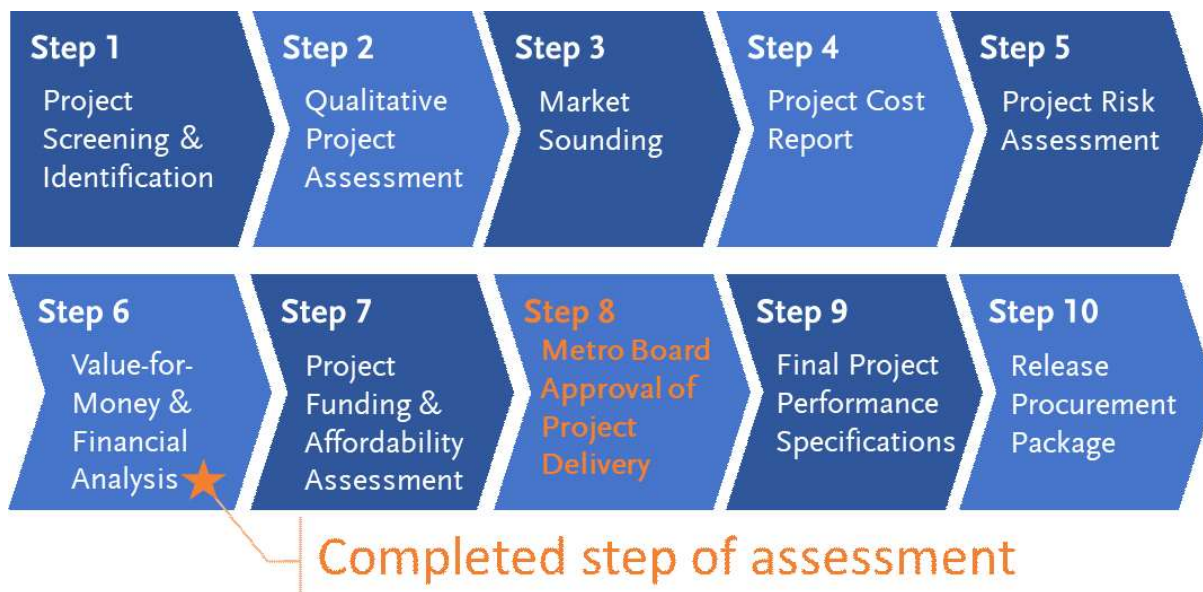 Step 1
Project
Screening &
Identification
Step 2
Qualitative
Project
Assessment
Step 3
Market
Sounding
Step 4
Project Cost
Report
Step 5
Project Risk
Assessment
Step 6
Value-for-
Money &
Financial
Analysis
Step 7
Project
Funding &
Affordability
Assessment
Step 8
Metro Board
Approval of
Project
Delivery
Step 9
Final Project
Performance
Specifications
Step 10
Release
Procurement
Package
Completed step of assessment